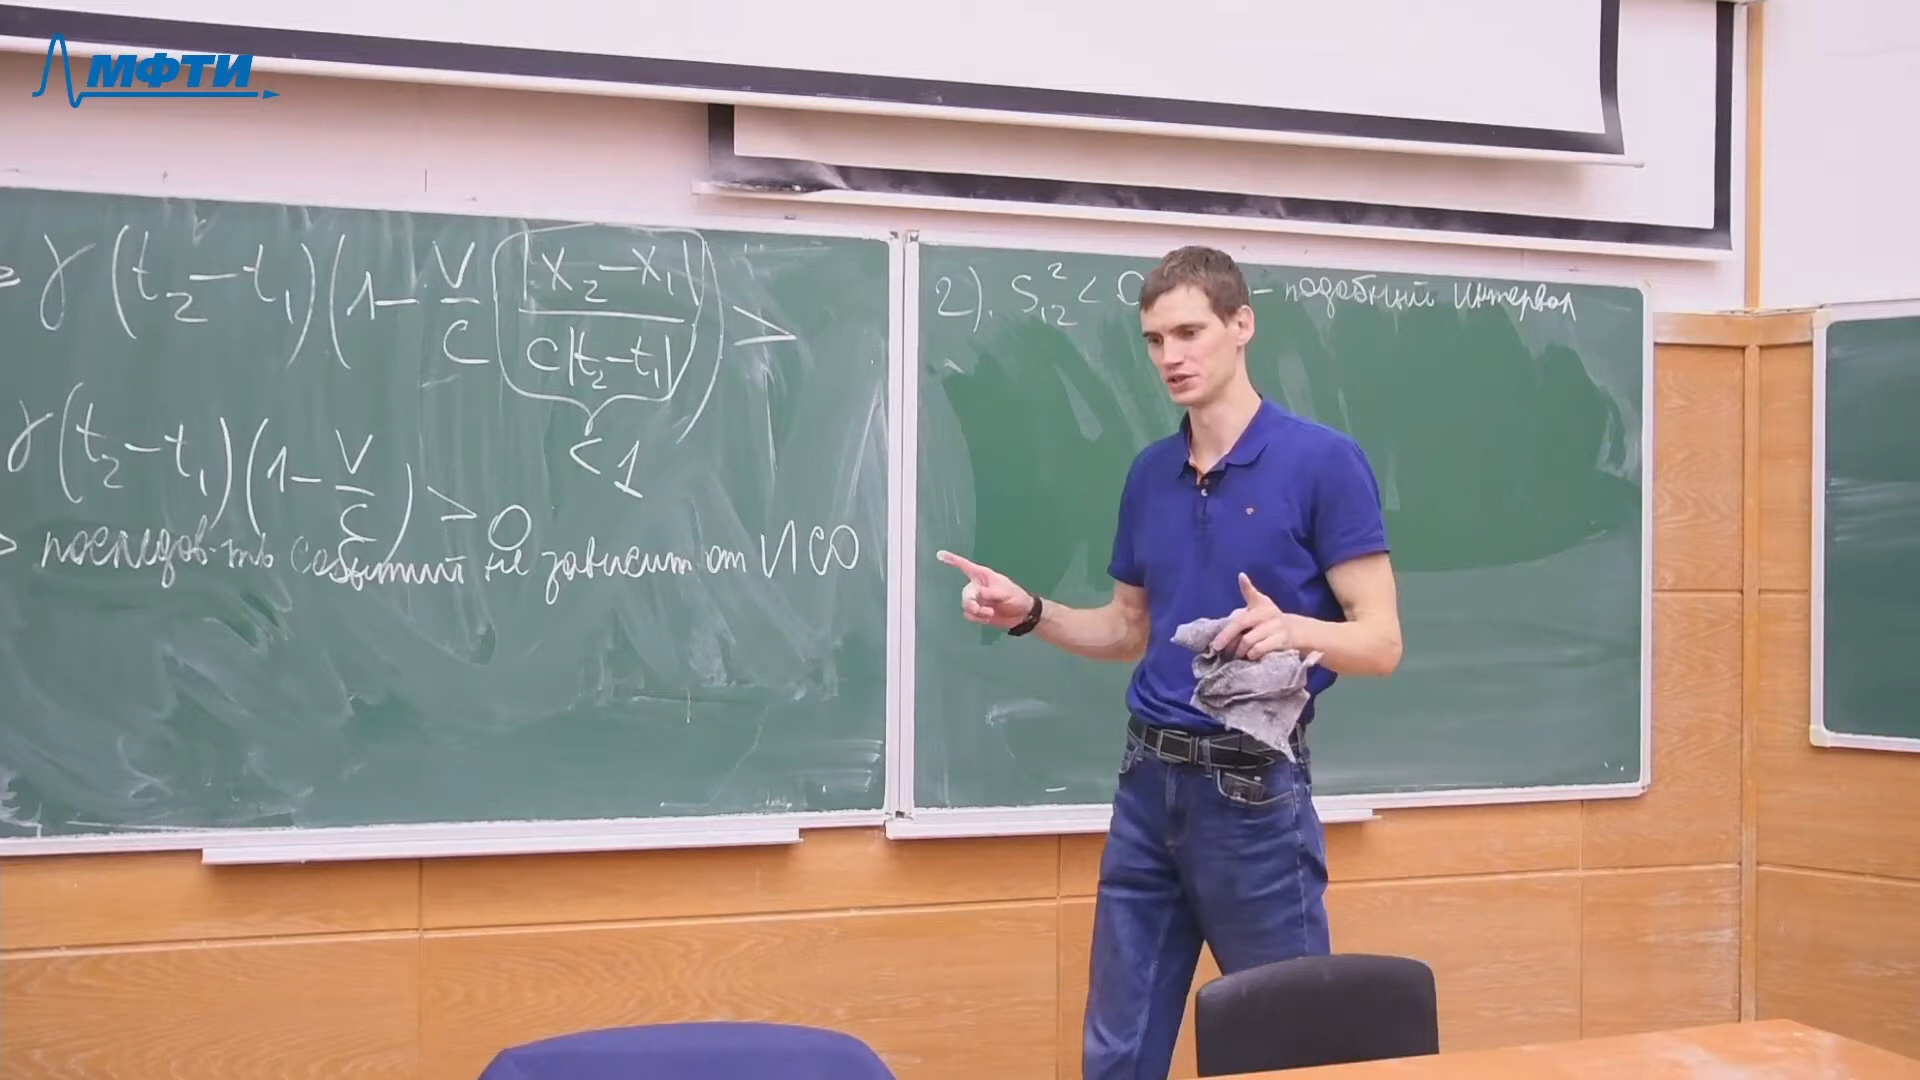 МФТИ
γ(t₂-t₁)(1-V/c |x₂-x₁|/c|t₂-t₁|) >
< 1
γ(t₂-t₁)(1-V/c) > 0
последов-ть событий не зависит от ИСО
2). S₁₂² < 0 - подобный интервал